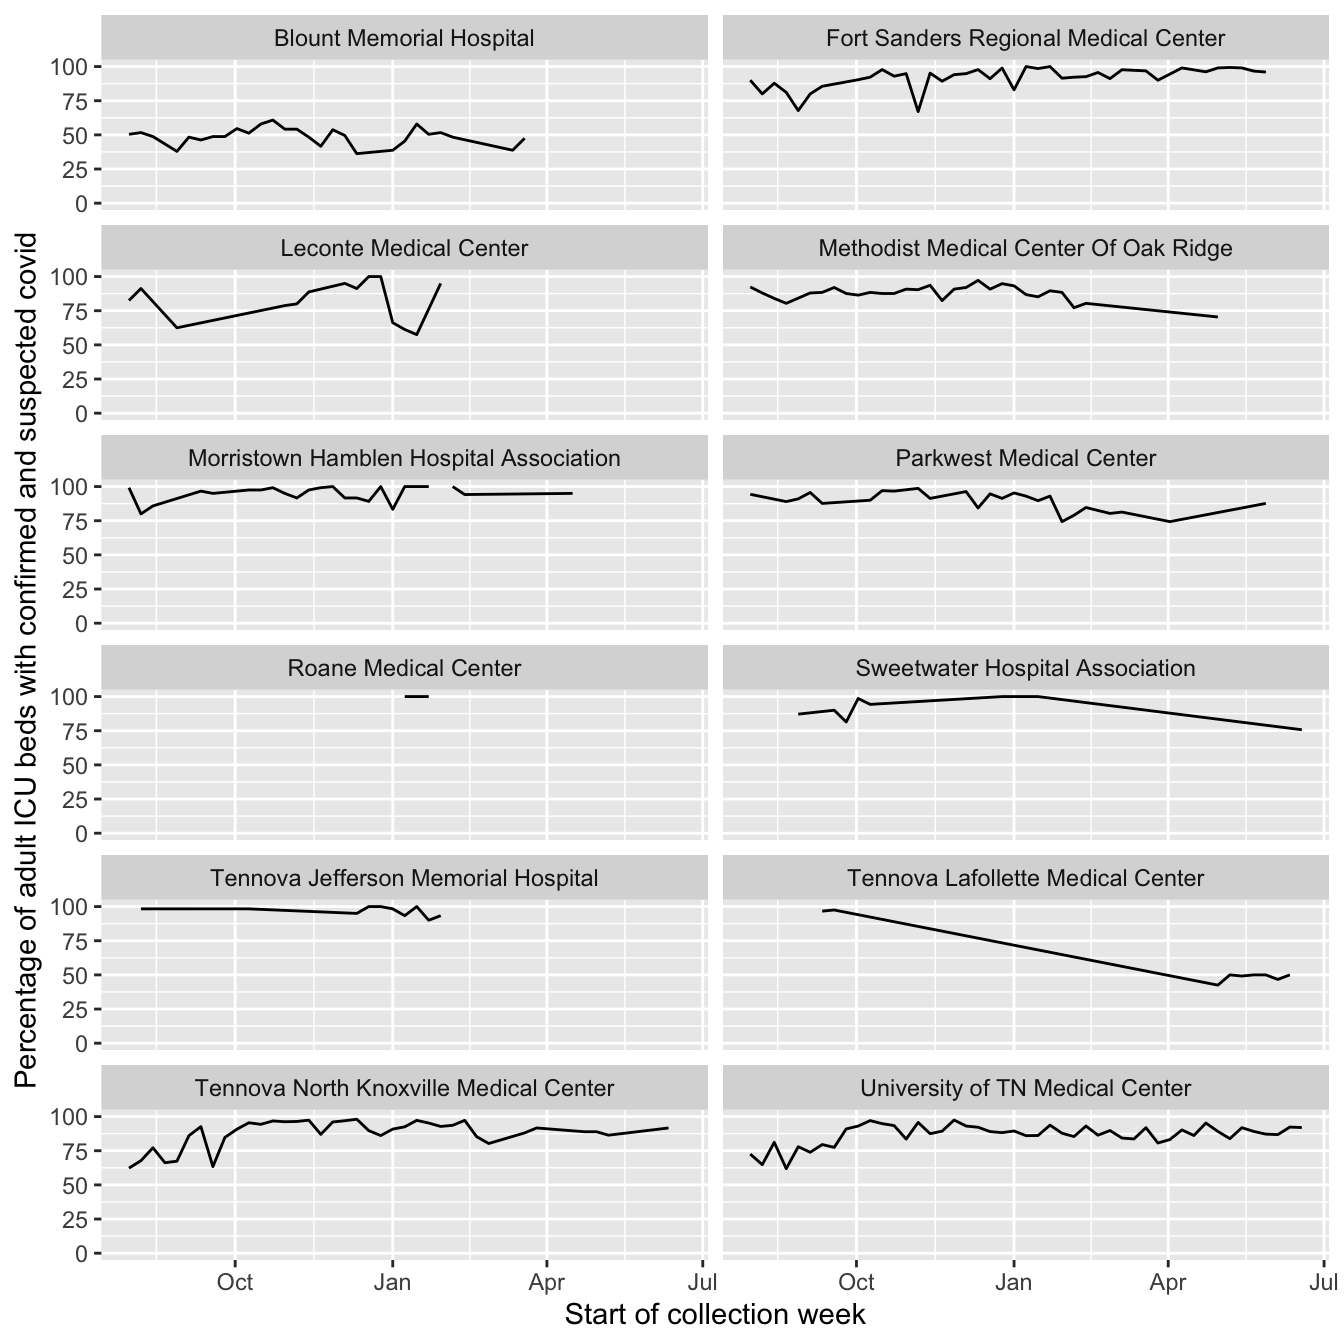 Blount Memorial Hospital
Fort Sanders Regional Medical Center
100
75
50
25
0
Leconte Medical Center
Methodist Medical Center Of Oak Ridge
100
75
50
25
0
Morristown Hamblen Hospital Association
Parkwest Medical Center
100
75
50
25
0
Roane Medical Center
Sweetwater Hospital Association
100
75
50
25
0
Tennova Jefferson Memorial Hospital
Tennova Lafollette Medical Center
100
75
50
25
0
Tennova North Knoxville Medical Center
University of TN Medical Center
100
75
50
25
0
Oct Jan Apr Jul Oct Jan Apr Jul
Start of collection week
Percentage of adult ICU beds with confirmed and suspected covid